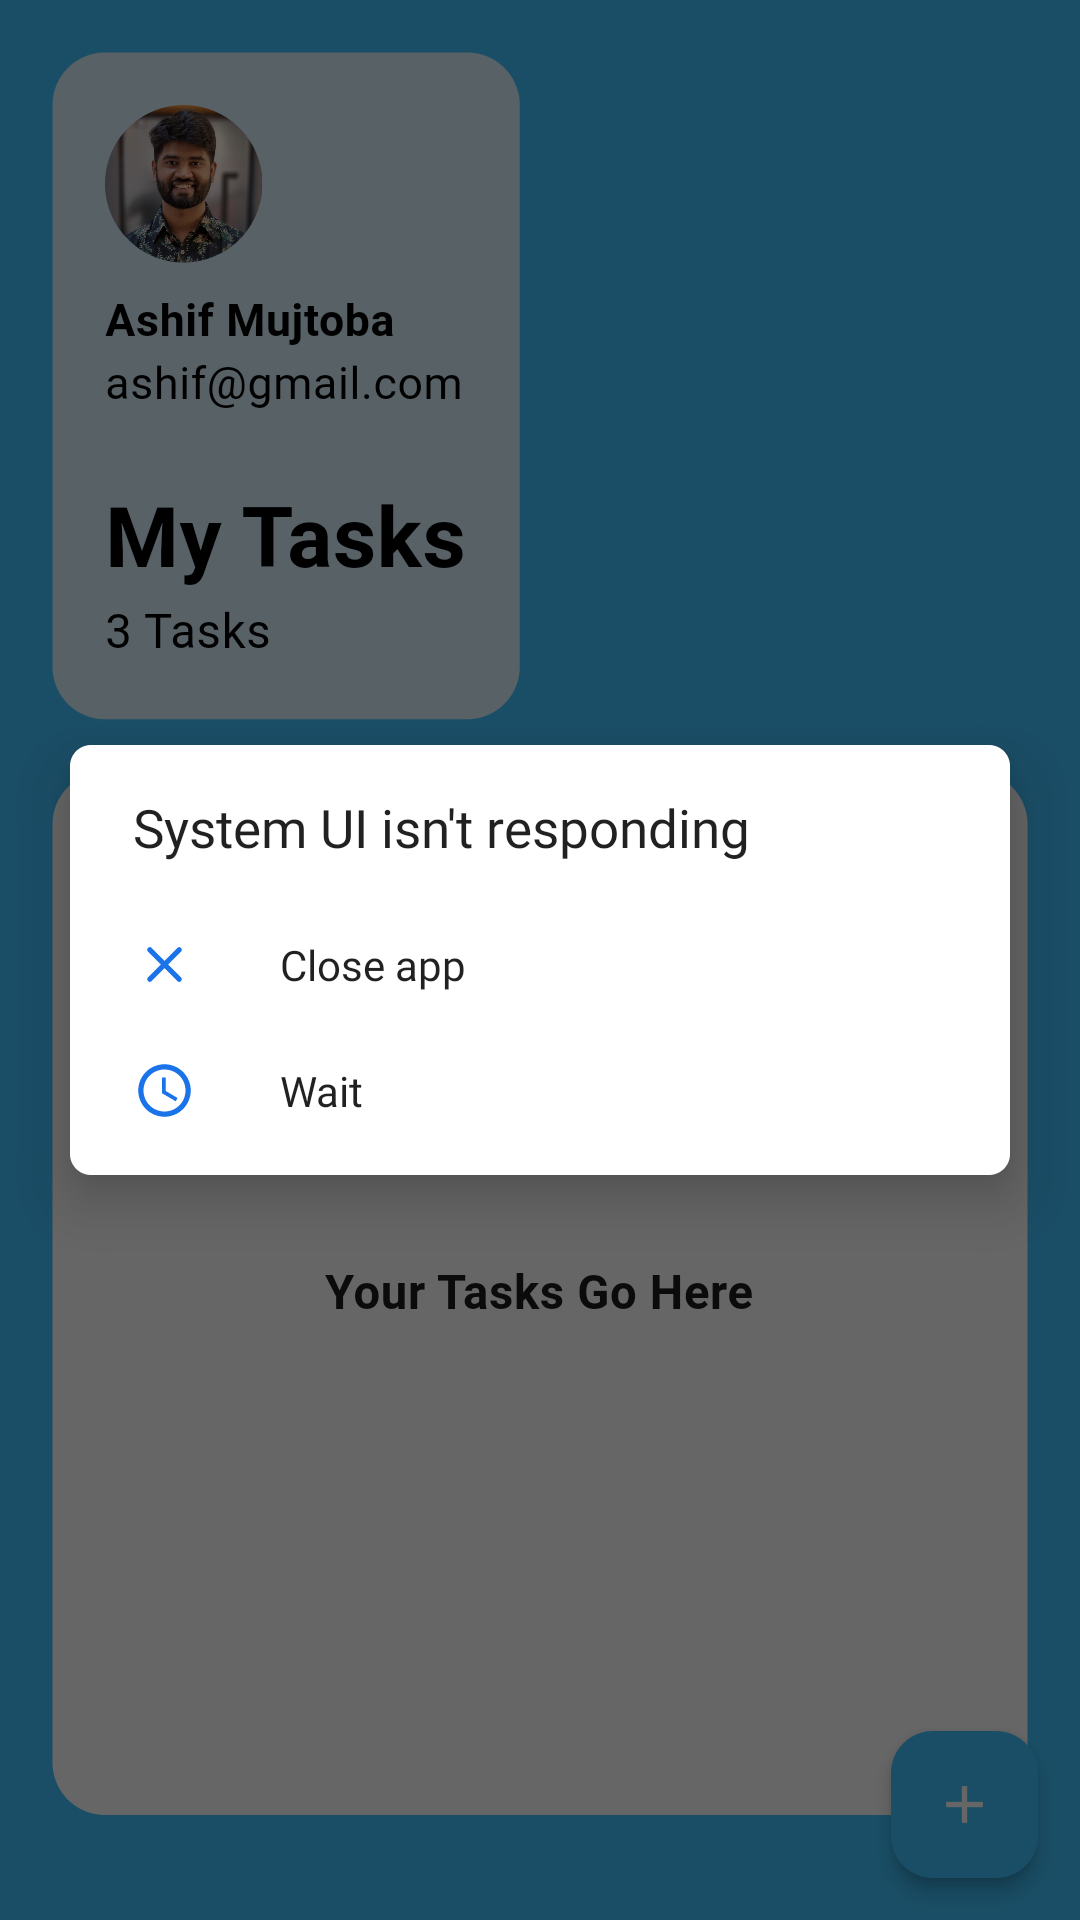 Ashif Mujtoba
ashif@gmail.com
My Tasks
3 Tasks
System UI isn't responding
Close app
Wait
Your Tasks Go Here